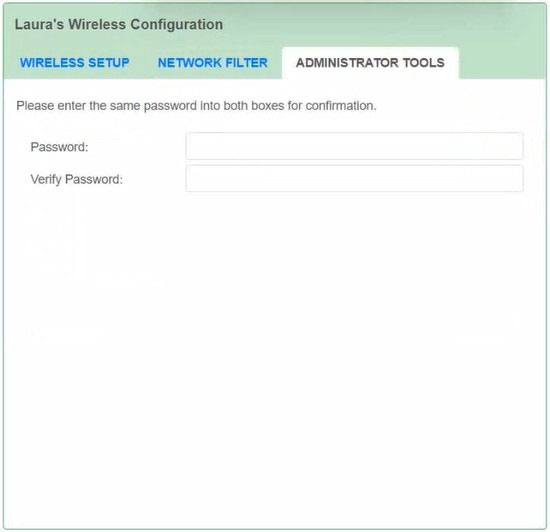 Laura's Wireless Configuration
WIRELESS SETUP NETWORK FILTER ADMINISTRATOR TOOLS
Please enter the same password into both boxes for confirmation.
Password:
Verify Password: